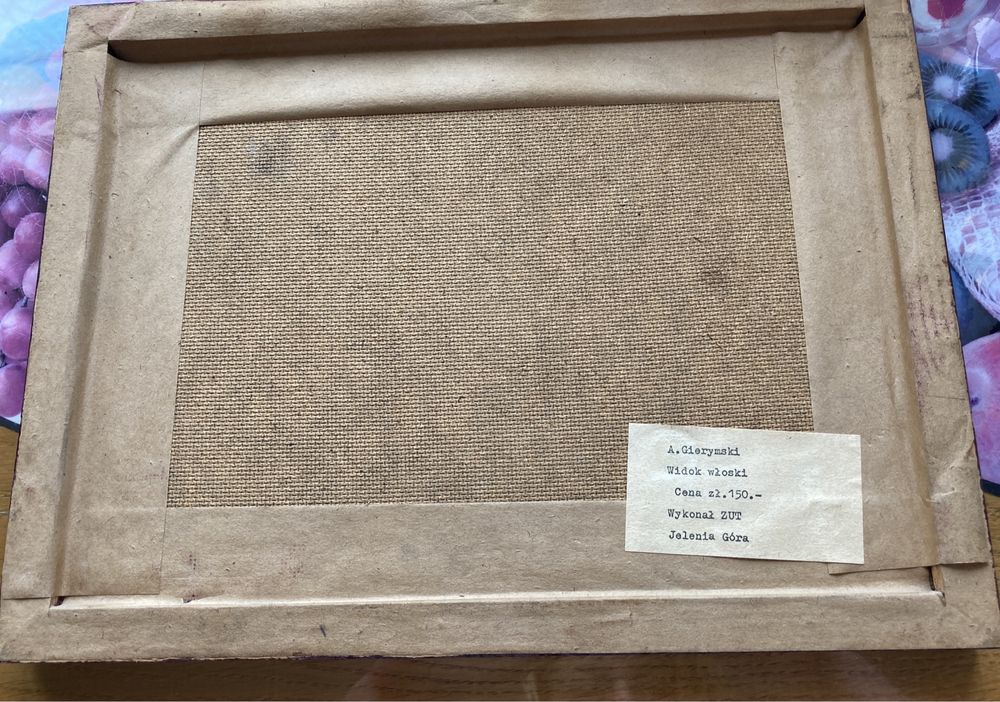 A.Gierymski
Widok włoski
Cena zł.150.-
Wykonał ZUT
Jelenia Góra